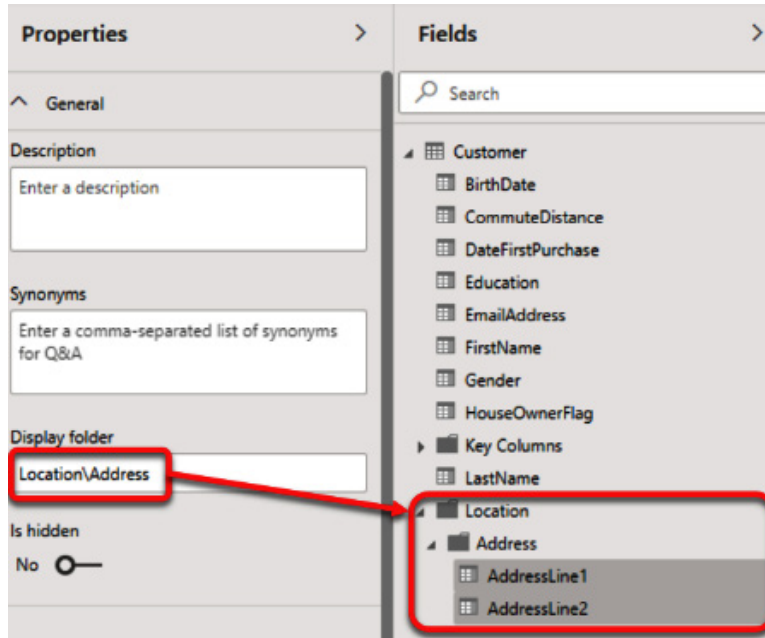 Properties
General
Description
Enter a description
Synonyms
Enter a comma-separated list of synonyms
for Q&A
Display folder
Location\Address
Is hidden
No
Fields
Search
Customer
BirthDate
CommuteDistance
DateFirstPurchase
Education
EmailAddress
FirstName
Gender
HouseOwnerFlag
Key Columns
LastName
Location
Address
AddressLine1
AddressLine2